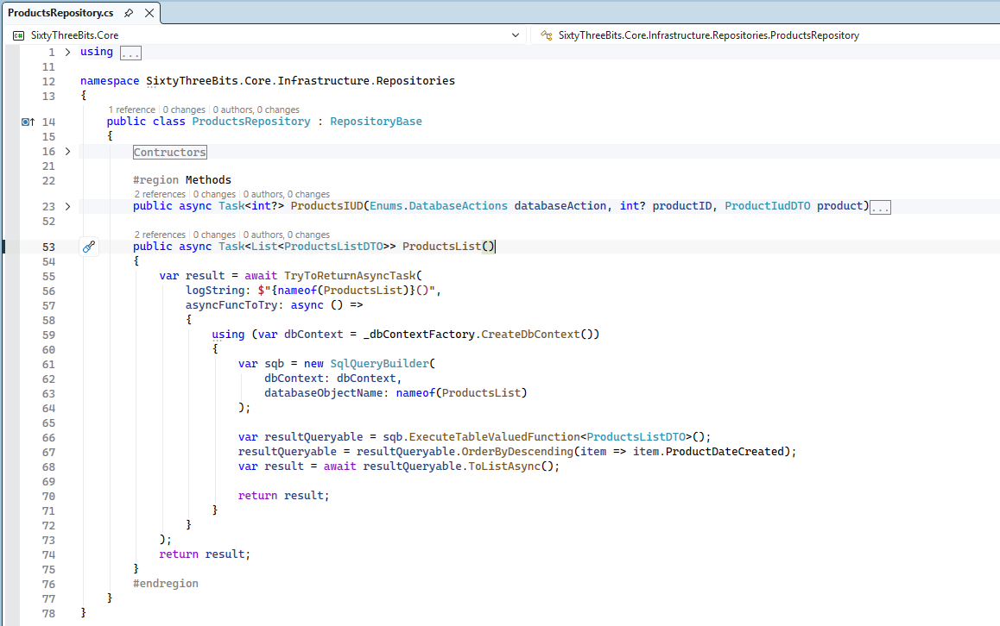 ProductsRepository.cs
SixtyThreeBits.Core
SixtyThreeBits.Core.Infrastructure.Repositories.ProductsRepository
1 using ...
11
12 namespace SixtyThreeBits.Core.Infrastructure.Repositories
13 {
1 reference | 0 changes | 0 authors, 0 changes
14     public class ProductsRepository : RepositoryBase
15     {
16         Contructors
21
22         #region Methods
2 references | 0 changes | 0 authors, 0 changes
23         public async Task<int?> ProductsIUD(Enums.DatabaseActions databaseAction, int? productID, ProductIudDTO product)...
52
2 references | 0 changes | 0 authors, 0 changes
53         public async Task<List<ProductsListDTO>> ProductsList()
54         {
55             var result = await TryToReturnAsyncTask(
56                 logString: $"{nameof(ProductsList)}()",
57                 asyncFuncToTry: async () =>
58                 {
59                     using (var dbContext = _dbContextFactory.CreateDbContext())
60                     {
61                         var sqb = new SqlQueryBuilder(
62                             dbContext: dbContext,
63                             databaseObjectName: nameof(ProductsList)
64                         );
65
66                         var resultQueryable = sqb.ExecuteTableValuedFunction<ProductsListDTO>();
67                         resultQueryable = resultQueryable.OrderByDescending(item => item.ProductDateCreated);
68                         var result = await resultQueryable.ToListAsync();
69
70                         return result;
71                     }
72                 }
73             );
74             return result;
75         }
76         #endregion
77     }
78 }